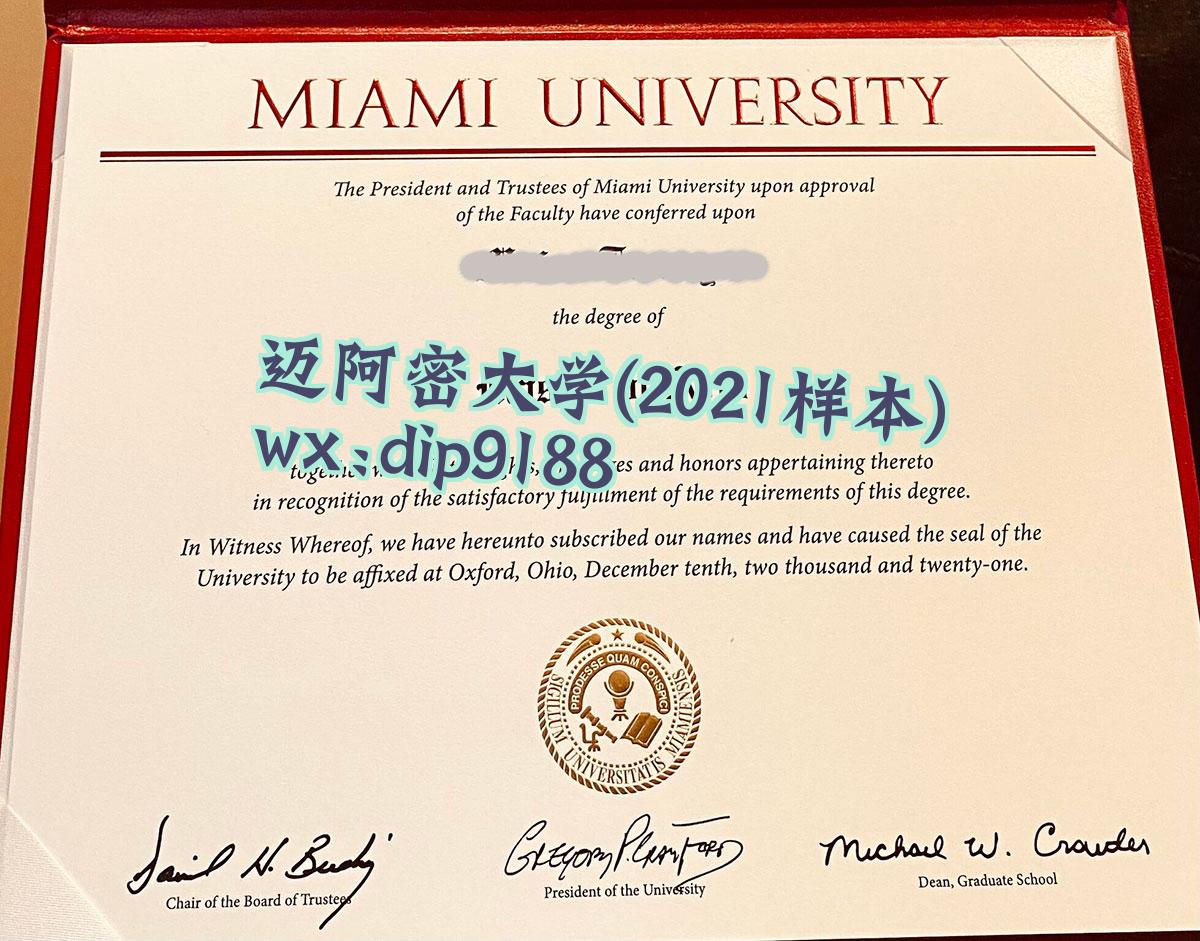 MIAMI UNIVERSITY
The President and Trustees of Miami University upon approval
of the Faculty have conferred upon
the degree of
迈阿密大学(2021样本)
wx:dip9188
and honors appertaining thereto
in recognition of the satisfactory fulfillment of the requirements of this degree.
In Witness Whereof, we have hereunto subscribed our names and have caused the seal of the
University to be affixed at Oxford, Ohio, December tenth, two thousand and twenty-one.
PRODESSE QUAM CONSPICI
SIGILLUM UNIVERSITATIS MIAMIENSIS
Chair of the Board of Trustees
Gregory P. Crawford
President of the University
Michael W. Crowder
Dean, Graduate School